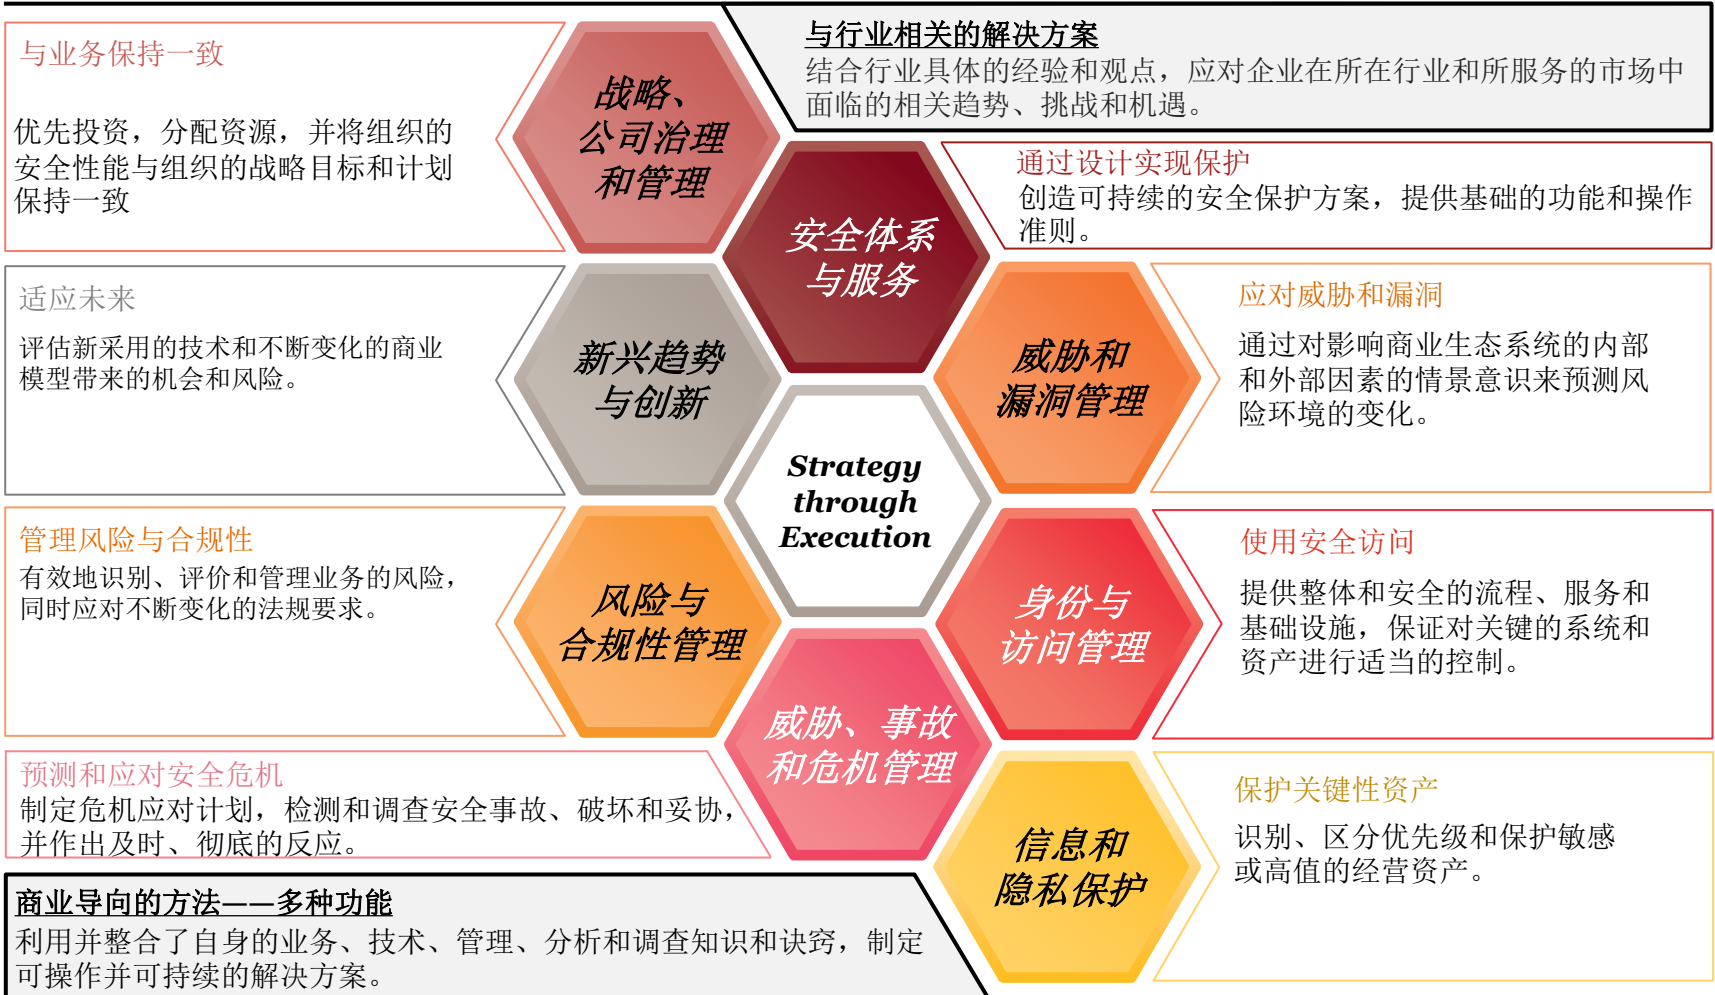 与行业相关的解决方案
结合行业具体的经验和观点，应对企业在所在行业和所服务的市场中
面临的相关趋势、挑战和机遇。
与业务保持一致
优先投资，分配资源，并将组织的
安全性能与组织的战略目标和计划
保持一致
战略、
公司治理
和管理
安全体系
与服务
通过设计实现保护
创造可持续的安全保护方案，提供基础的功能和操作
准则。
适应未来
评估新采用的技术和不断变化的商业
模型带来的机会和风险。
新兴趋势
与创新
威胁和
漏洞管理
应对威胁和漏洞
通过对影响商业生态系统的内部
和外部因素的情景意识来预测风
险环境的变化。
Strategy
through
Execution
管理风险与合规性
有效地识别、评价和管理业务的风险，
同时应对不断变化的法规要求。
风险与
合规性管理
身份与
访问管理
使用安全访问
提供整体和安全的流程、服务和
基础设施，保证对关键的系统和
资产进行适当的控制。
预测和应对安全危机
制定危机应对计划，检测和调查安全事故、破坏和妥协，
并作出及时、彻底的反应。
威胁、事故
和危机管理
信息和
隐私保护
保护关键性资产
识别、区分优先级和保护敏感
或高值的经营资产。
商业导向的方法——多种功能
利用并整合了自身的业务、技术、管理、分析和调查知识和诀窍，制定
可操作并可持续的解决方案。